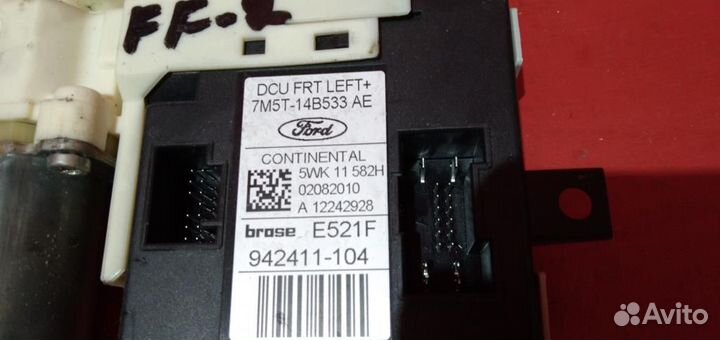 FF-L
DCU FRT LEFT+
7M5T-14B533 AE
Ford
CONTINENTAL
5WK 11 582H
02082010
A 12242928
brose E521F
942411-104
Avito